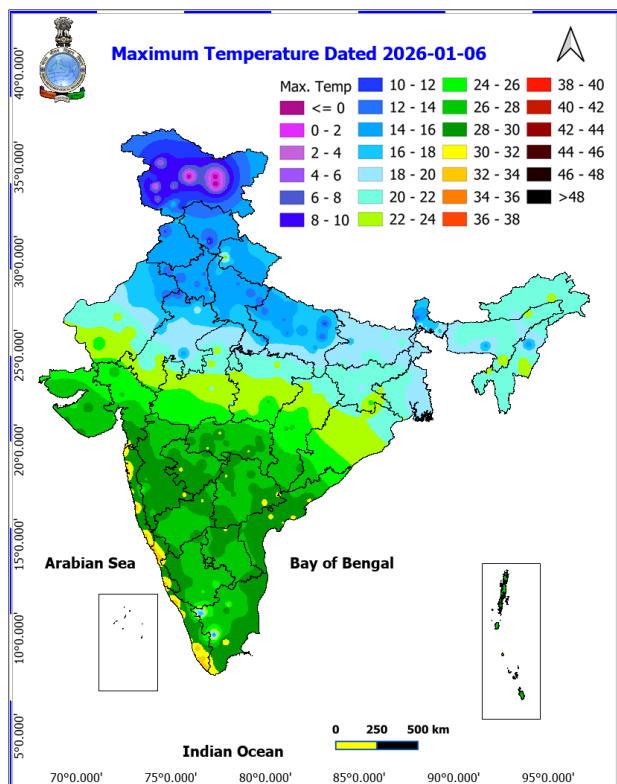 Maximum Temperature Dated 2026-01-06
Max. Temp
<= 0
0 - 2
2 - 4
4 - 6
6 - 8
8 - 10
10 - 12
12 - 14
14 - 16
16 - 18
18 - 20
20 - 22
22 - 24
24 - 26
26 - 28
28 - 30
30 - 32
32 - 34
34 - 36
36 - 38
38 - 40
40 - 42
42 - 44
44 - 46
46 - 48
>48
40°0.000'
35°0.000'
30°0.000'
25°0.000'
20°0.000'
15°0.000'
10°0.000'
5°0.000'
Arabian Sea
Bay of Bengal
0 250 500 km
Indian Ocean
70°0.000' 75°0.000' 80°0.000' 85°0.000' 90°0.000' 95°0.000'